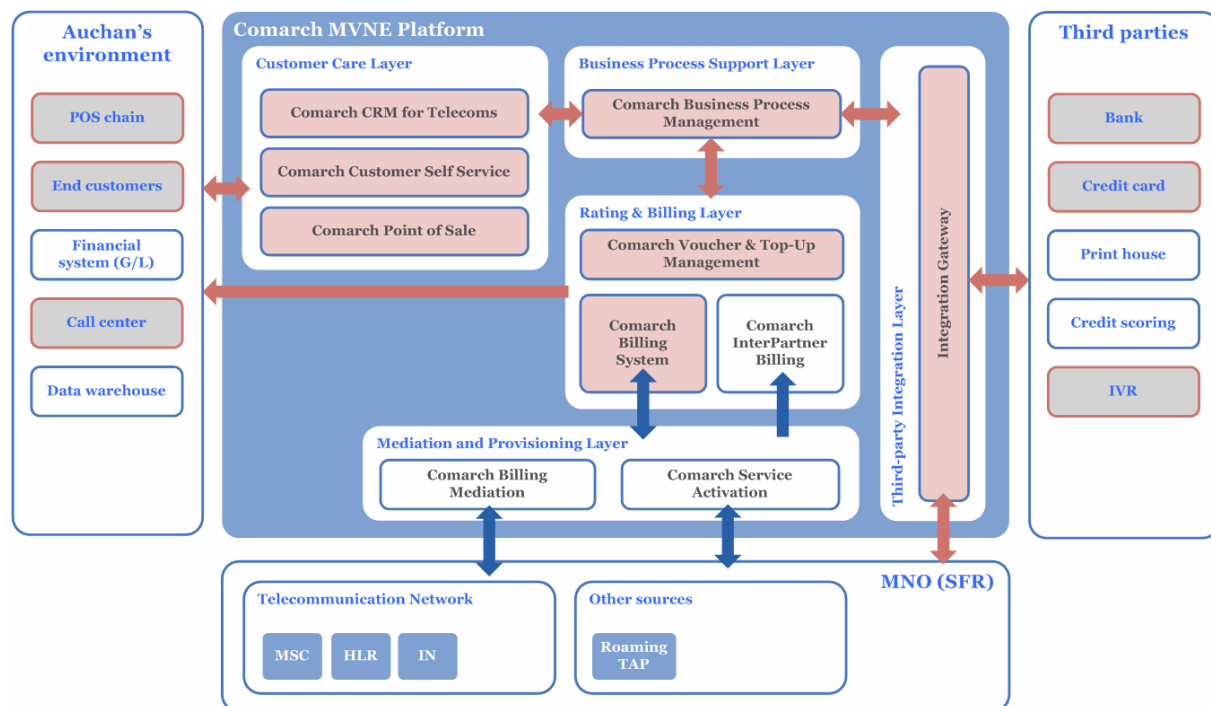 Auchan's
environment
POS chain
End customers
Financial
system (G/L)
Call center
Data warehouse
Comarch MVNE Platform
Customer Care Layer
Comarch CRM for Telecoms
Comarch Customer Self Service
Comarch Point of Sale
Business Process Support Layer
Comarch Business Process
Management
Rating & Billing Layer
Comarch Voucher & Top-Up
Management
Comarch
Billing
System
Comarch
InterPartner
Billing
Mediation and Provisioning Layer
Comarch Billing
Mediation
Comarch Service
Activation
Third-party Integration Layer
Integration Gateway
Third parties
Bank
Credit card
Print house
Credit scoring
IVR
MNO (SFR)
Telecommunication Network
MSC
HLR
IN
Other sources
Roaming
TAP